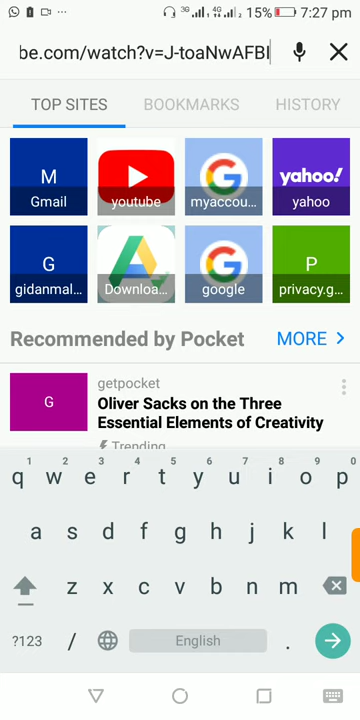 3G 4G 15% 7:27 pm
be.com/watch?v=J-toaNwAFBI
TOP SITES BOOKMARKS HISTORY
M G yahoo!
Gmail youtube myaccou... yahoo
G G P
gidanmal... Downloa... google privacy.g...
Recommended by Pocket MORE >
getpocket
G Oliver Sacks on the Three
Essential Elements of Creativity
Trending
1 2 3 4 5 6 7 8 9 0
q w e r t y u i o p
a s d f g h j k l
z x c v b n m
?123 / English .